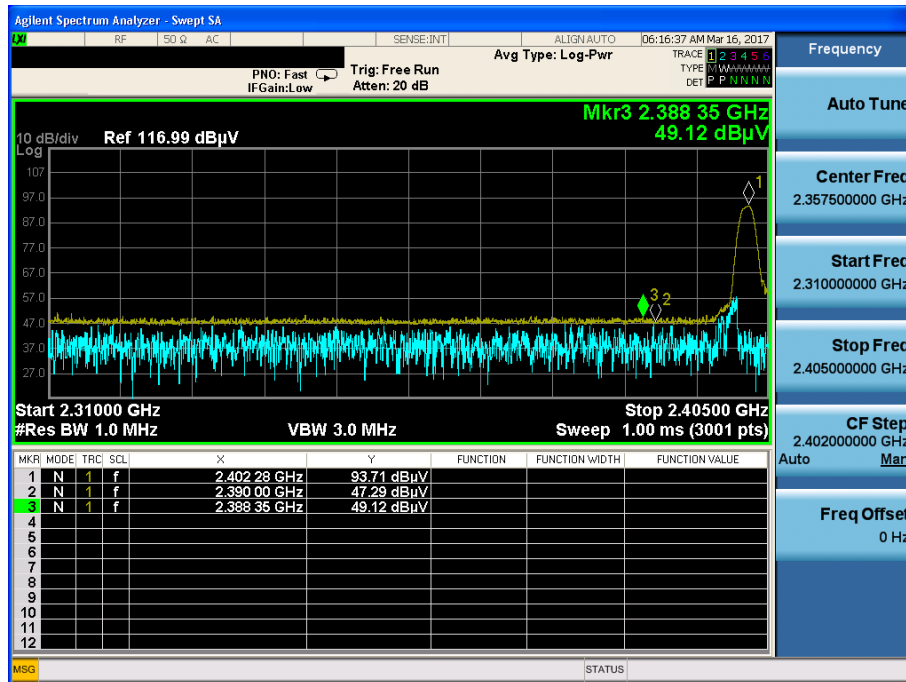 Agilent Spectrum Analyzer - Swept SA
LXI RF 50 Ω AC SENSE:INT ALIGN AUTO 06:16:37 AM Mar 16, 2017
Avg Type: Log-Pwr TRACE 1 2 3 4 5 6
PNO: Fast Trig: Free Run TYPE M W W W W W
IFGain:Low Atten: 20 dB DET P P N N N N
Mkr3 2.388 35 GHz
49.12 dBµV
10 dB/div Ref 116.99 dBµV
Log
107
97.0
87.0
77.0
67.0
57.0
47.0
37.0
27.0
1
3 2
Start 2.31000 GHz Stop 2.40500 GHz
#Res BW 1.0 MHz VBW 3.0 MHz Sweep 1.00 ms (3001 pts)
MKR MODE TRC SCL X Y FUNCTION FUNCTION WIDTH FUNCTION VALUE
1 N 1 f 2.402 28 GHz 93.71 dBµV
2 N 1 f 2.390 00 GHz 47.29 dBµV
3 N 1 f 2.388 35 GHz 49.12 dBµV
4
5
6
7
8
9
10
11
12
MSG STATUS
Frequency
Auto Tune
Center Freq
2.357500000 GHz
Start Freq
2.310000000 GHz
Stop Freq
2.405000000 GHz
CF Step
2.402000000 GHz
Auto Man
Freq Offset
0 Hz